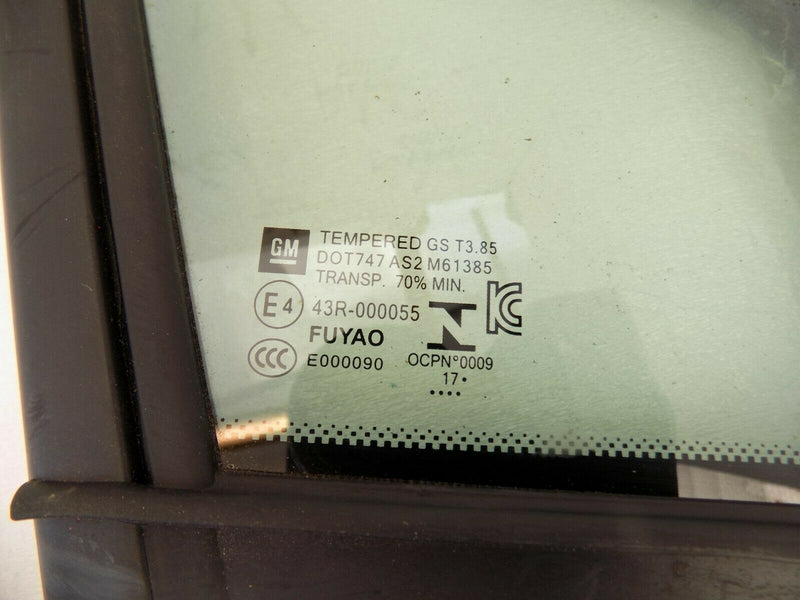 GM
TEMPERED GS T3.85
DOT747 AS2 M61385
TRANSP. 70% MIN.
E4 43R-000055
N
KC
FUYAO
CCC E000090
OCPN°0009
17•
••••